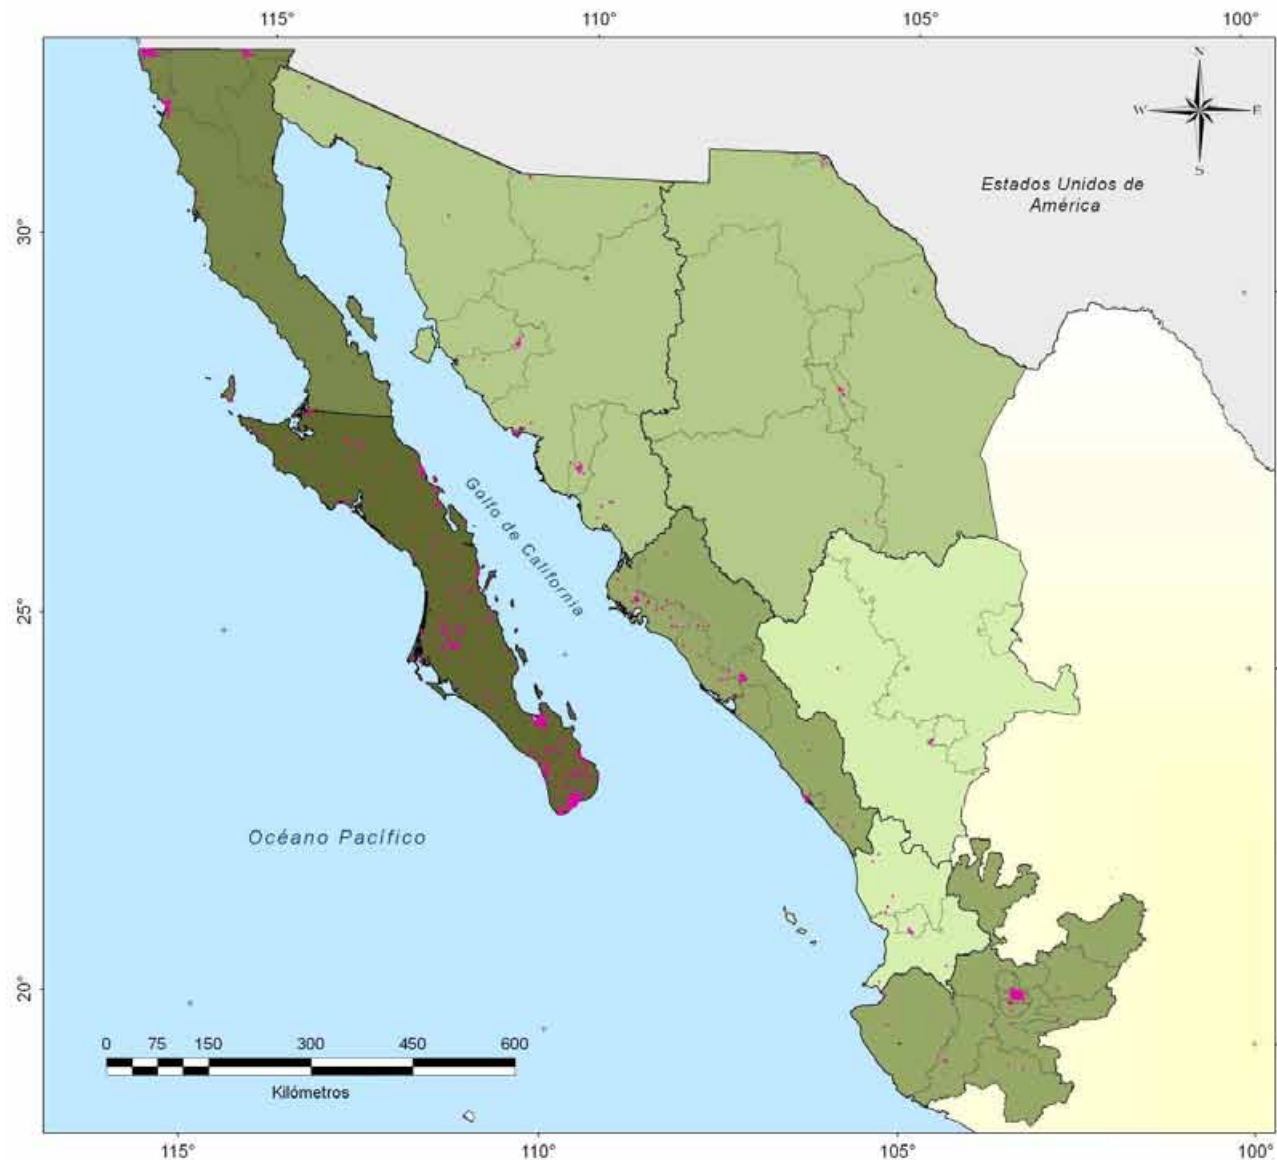 115° 110° 105° 100°
N
W E
S
Estados Unidos de
América
30°
Golfo de California
25°
Océano Pacífico
20°
0 75 150 300 450 600
Kilómetros
115° 110° 105° 100°